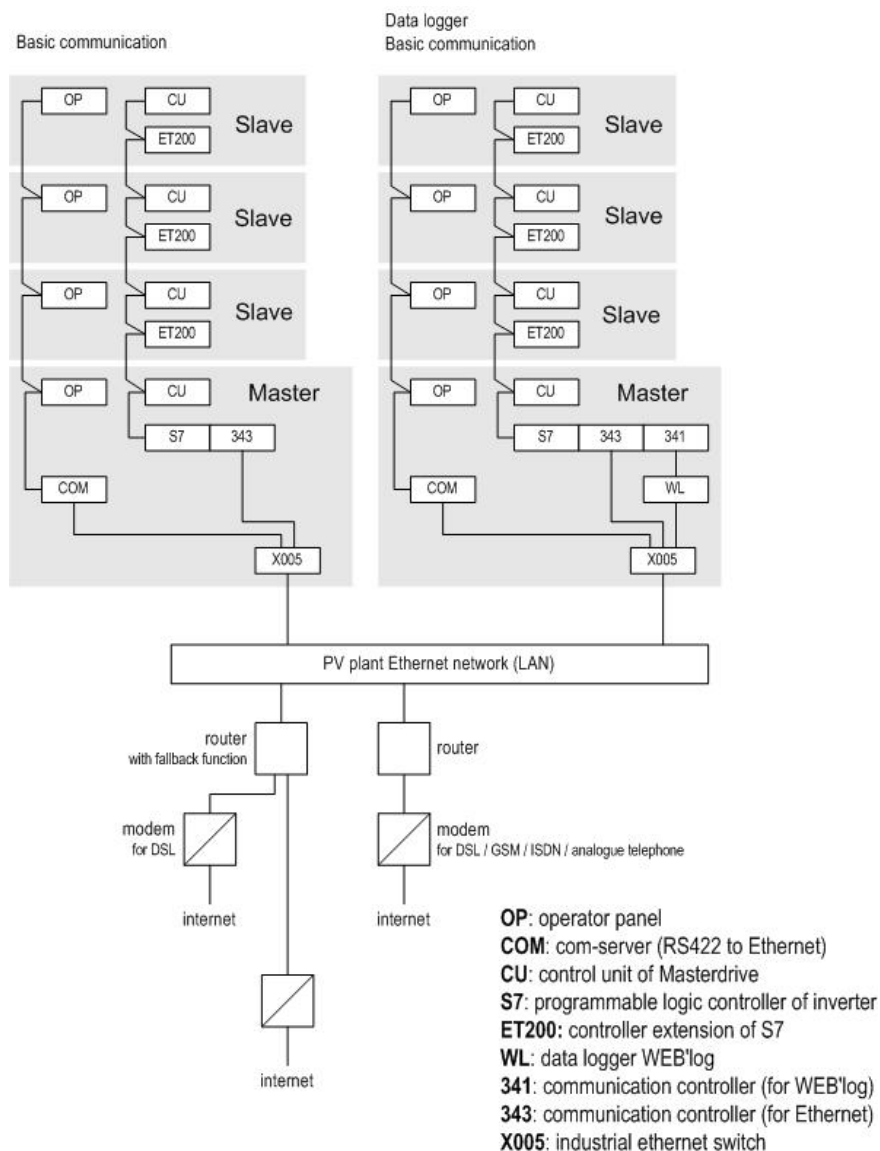 Basic communication
Data logger
Basic communication
OP
CU
Slave
ET200
OP
CU
Slave
ET200
OP
CU
Slave
ET200
OP
CU
Master
S7
343
COM
X005
OP
CU
Slave
ET200
OP
CU
Slave
ET200
OP
CU
Slave
ET200
OP
CU
Master
S7
343
341
COM
WL
X005
PV plant Ethernet network (LAN)
router
with fallback function
router
modem
for DSL
modem
for DSL / GSM / ISDN / analogue telephone
internet
internet
internet
OP: operator panel
COM: com-server (RS422 to Ethernet)
CU: control unit of Masterdrive
S7: programmable logic controller of inverter
ET200: controller extension of S7
WL: data logger WEB'log
341: communication controller (for WEB'log)
343: communication controller (for Ethernet)
X005: industrial ethernet switch